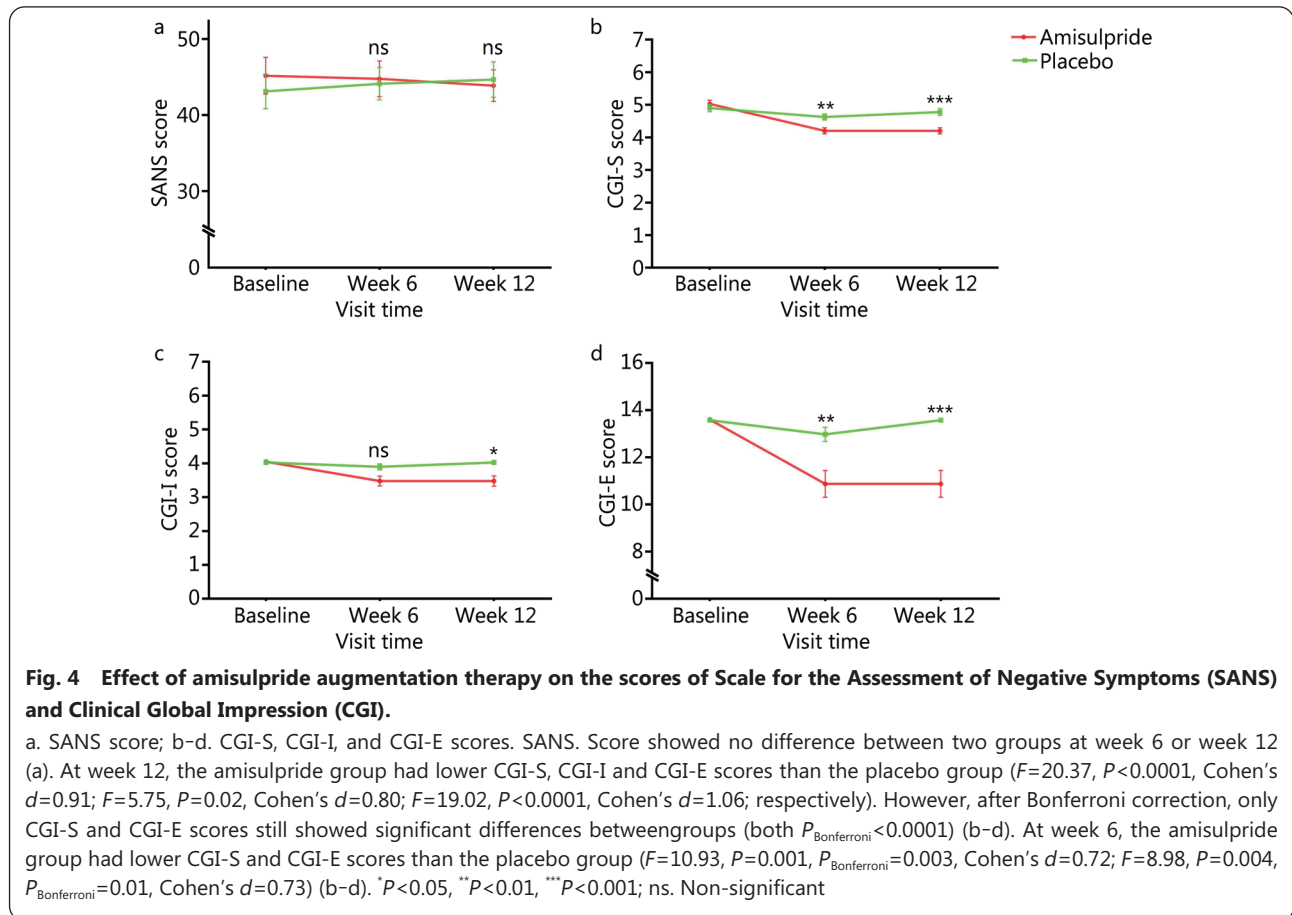 a
50
40
30
0
SANS score
ns
ns
Baseline
Week 6
Week 12
Visit time
b
7
6
5
4
3
2
1
0
CGI-S score
**
***
Amisulpride
Placebo
Baseline
Week 6
Week 12
Visit time
c
7
6
5
4
3
2
1
0
CGI-I score
ns
*
Baseline
Week 6
Week 12
Visit time
d
16
14
12
10
8
0
CGI-E score
**
***
Baseline
Week 6
Week 12
Visit time
Fig. 4 Effect of amisulpride augmentation therapy on the scores of Scale for the Assessment of Negative Symptoms (SANS)
and Clinical Global Impression (CGI).
a. SANS score; b–d. CGI-S, CGI-I, and CGI-E scores. SANS. Score showed no difference between two groups at week 6 or week 12
(a). At week 12, the amisulpride group had lower CGI-S, CGI-I and CGI-E scores than the placebo group (F=20.37, P<0.0001, Cohen's
d=0.91; F=5.75, P=0.02, Cohen's d=0.80; F=19.02, P<0.0001, Cohen's d=1.06; respectively). However, after Bonferroni correction, only
CGI-S and CGI-E scores still showed significant differences betweengroups (both PBonferroni<0.0001) (b–d). At week 6, the amisulpride
group had lower CGI-S and CGI-E scores than the placebo group (F=10.93, P=0.001, PBonferroni=0.003, Cohen's d=0.72; F=8.98, P=0.004,
PBonferroni=0.01, Cohen's d=0.73) (b–d). *P<0.05, **P<0.01, ***P<0.001; ns. Non-significant